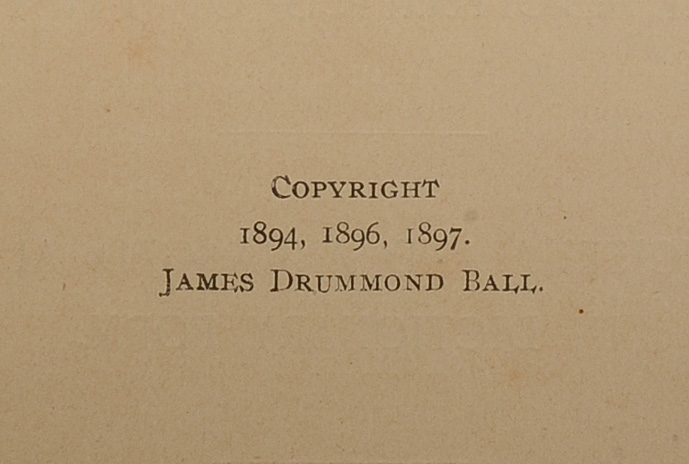 COPYRIGHT
1894, 1896, 1897.
JAMES DRUMMOND BALL.